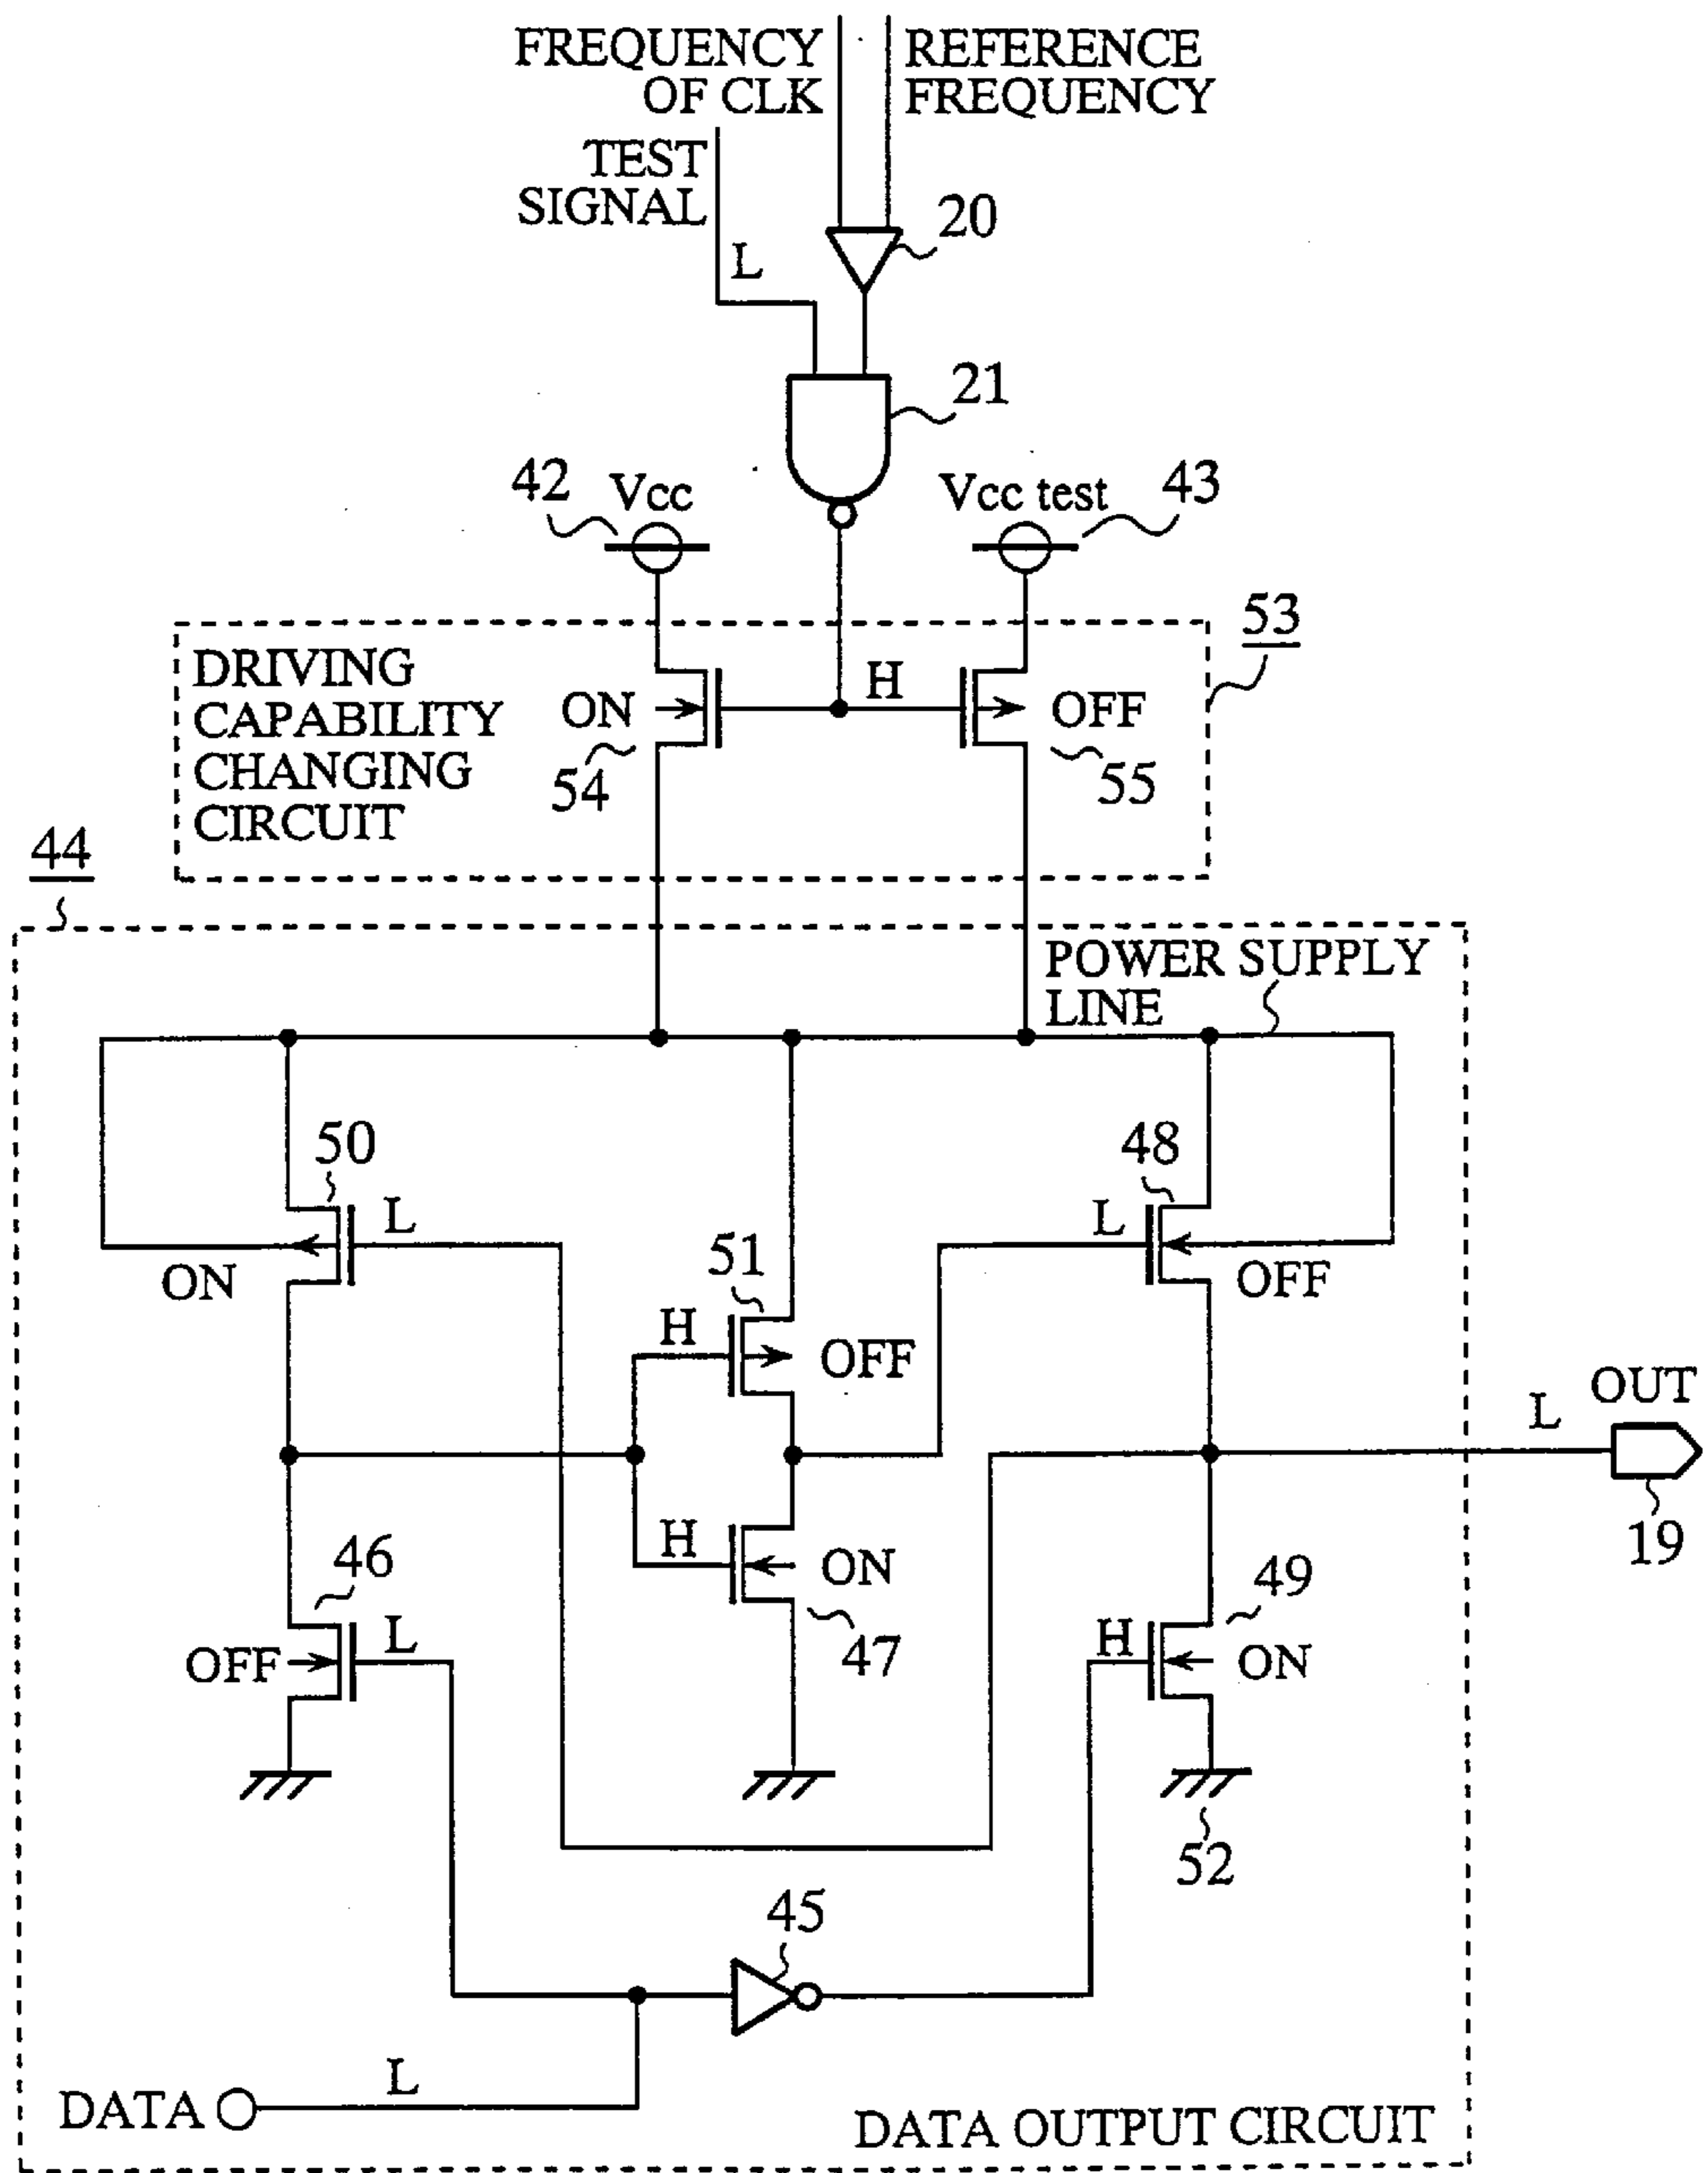 FREQUENCY
OF CLK
REFERENCE
FREQUENCY
TEST
SIGNAL
L
20
21
42
Vcc
Vcc test
43
53
DRIVING
CAPABILITY
CHANGING
CIRCUIT
ON
H
OFF
54
55
44
POWER SUPPLY
LINE
50
L
ON
48
L
OFF
51
H
OFF
H
ON
47
OUT
L
19
46
L
OFF
49
H
ON
52
45
L
DATA
DATA OUTPUT CIRCUIT